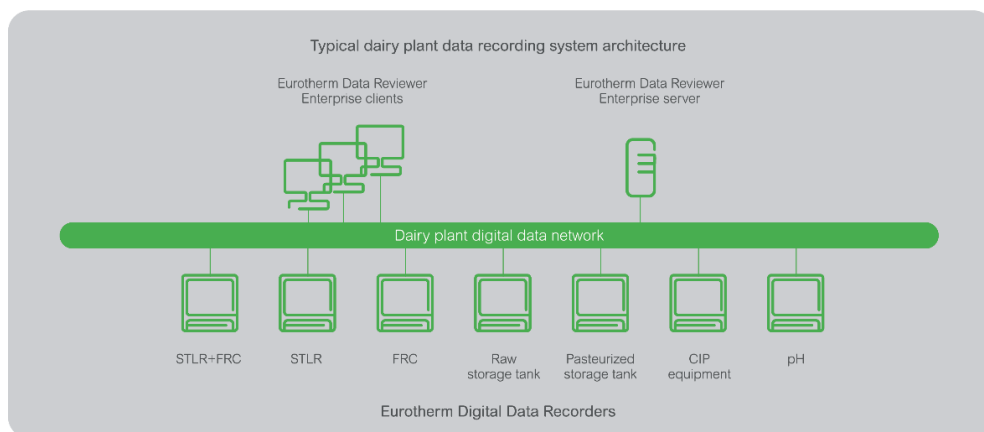 Typical dairy plant data recording system architecture
Eurotherm Data Reviewer
Enterprise clients
Eurotherm Data Reviewer
Enterprise server
Dairy plant digital data network
STLR+FRC
STLR
FRC
Raw
storage tank
Pasteurized
storage tank
CIP
equipment
pH
Eurotherm Digital Data Recorders